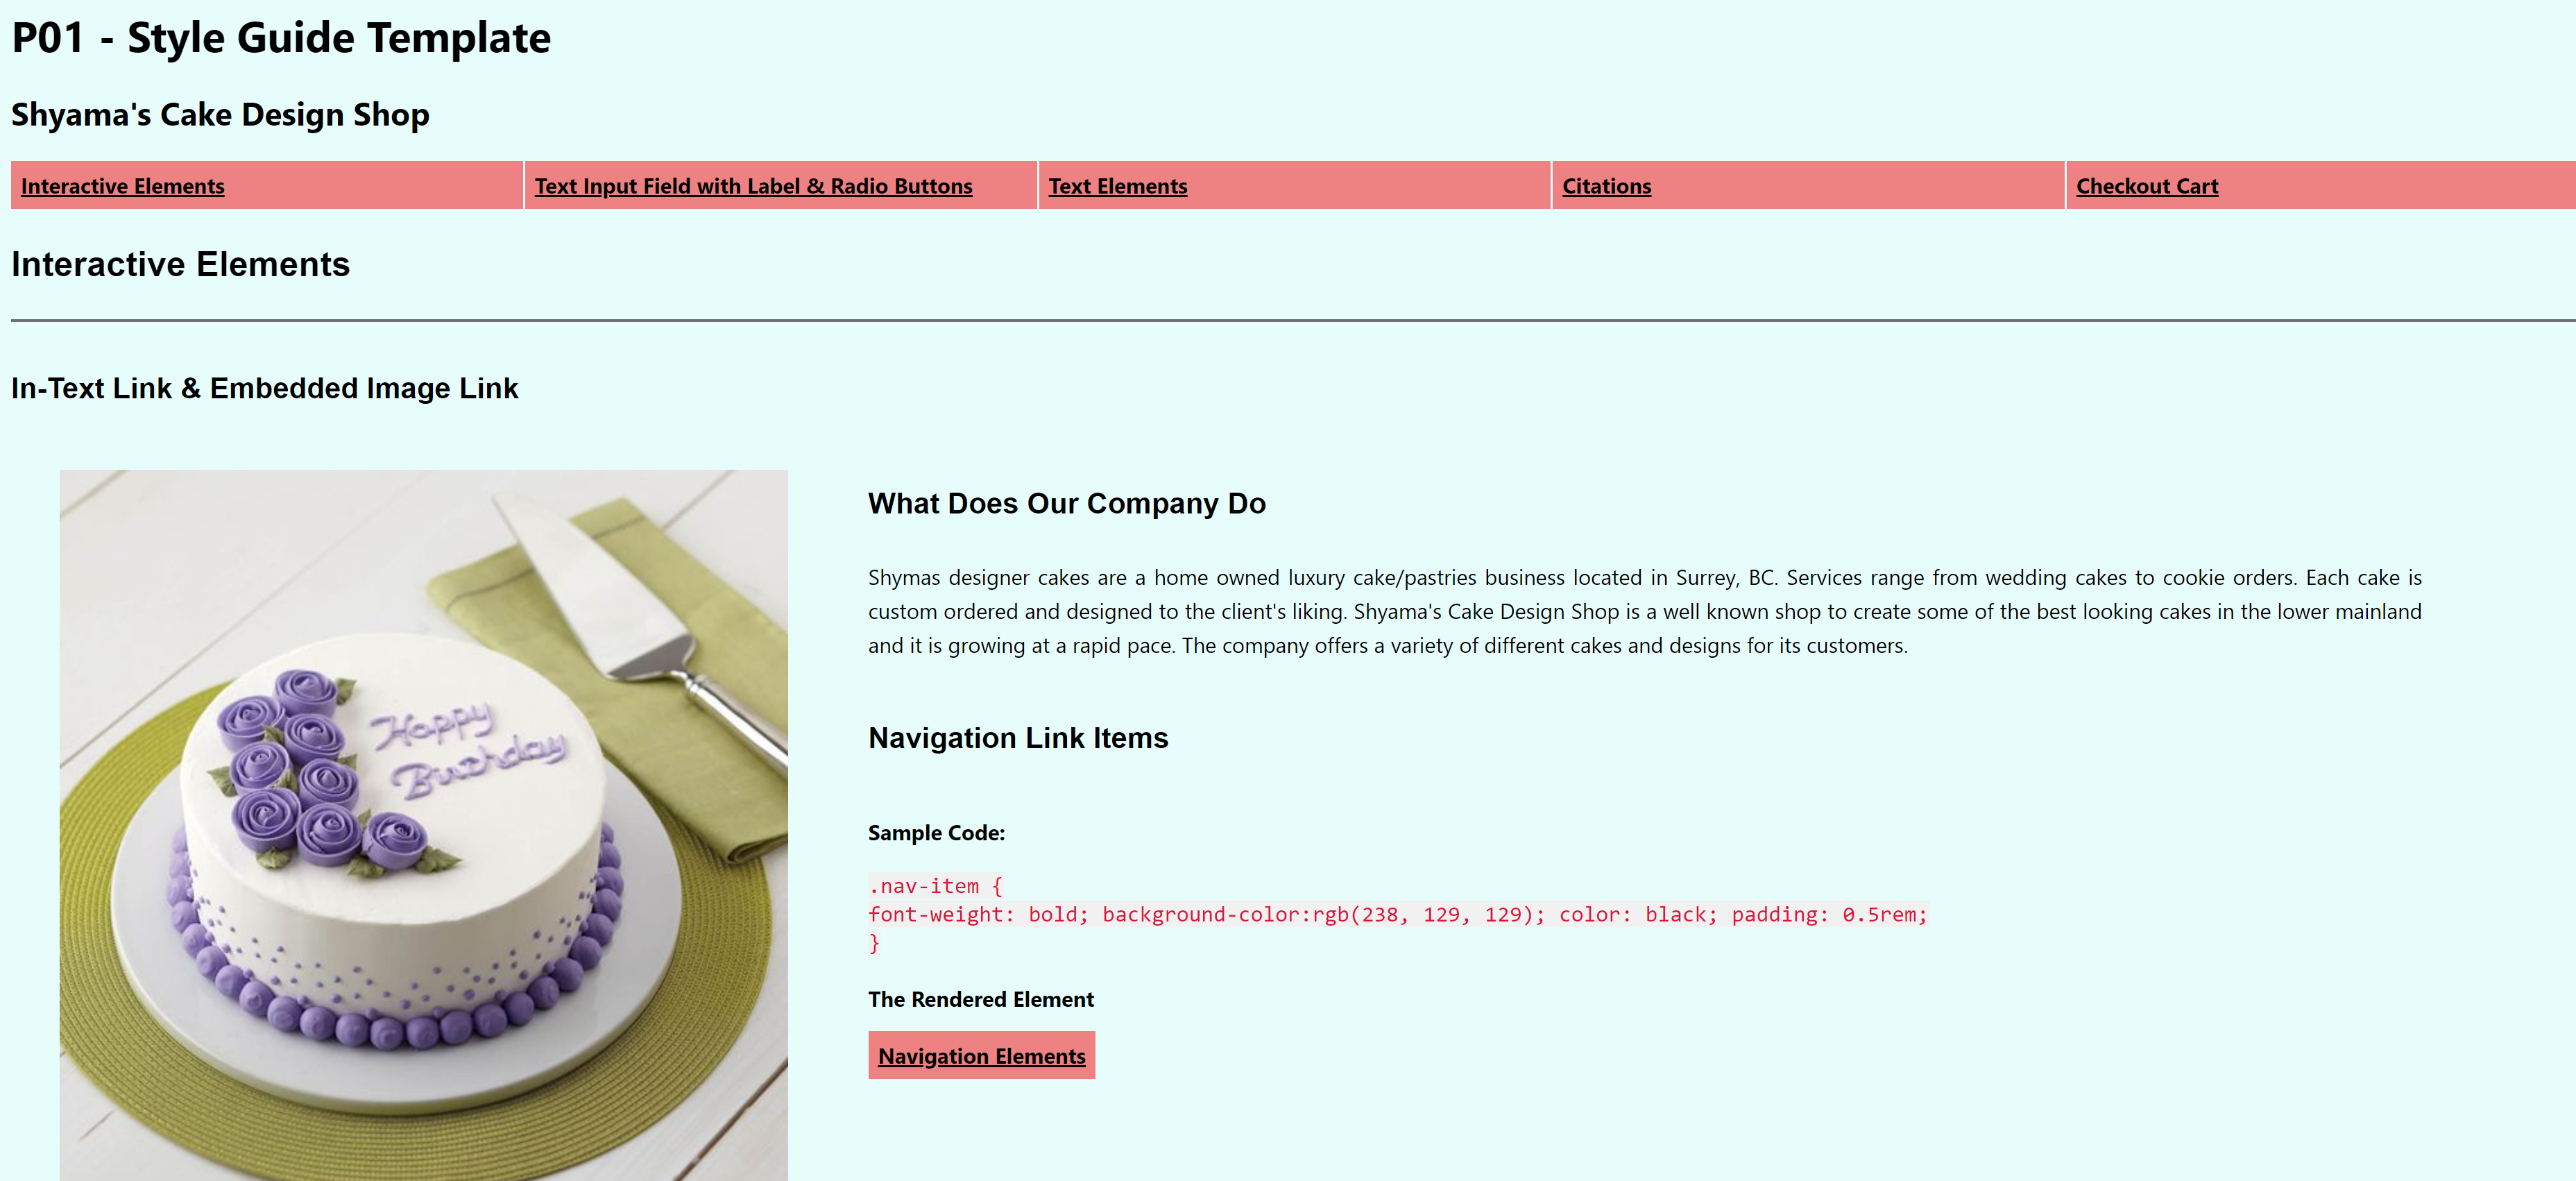 P01 - Style Guide Template
Shyama's Cake Design Shop
Interactive Elements
Text Input Field with Label & Radio Buttons
Text Elements
Citations
Checkout Cart
Interactive Elements
In-Text Link & Embedded Image Link
Happy
Birthday
What Does Our Company Do
Shymas designer cakes are a home owned luxury cake/pastries business located in Surrey, BC. Services range from wedding cakes to cookie orders. Each cake is
custom ordered and designed to the client's liking. Shyama's Cake Design Shop is a well known shop to create some of the best looking cakes in the lower mainland
and it is growing at a rapid pace. The company offers a variety of different cakes and designs for its customers.
Navigation Link Items
Sample Code:
.nav-item {
font-weight: bold; background-color:rgb(238, 129, 129); color: black; padding: 0.5rem;
}
The Rendered Element
Navigation Elements